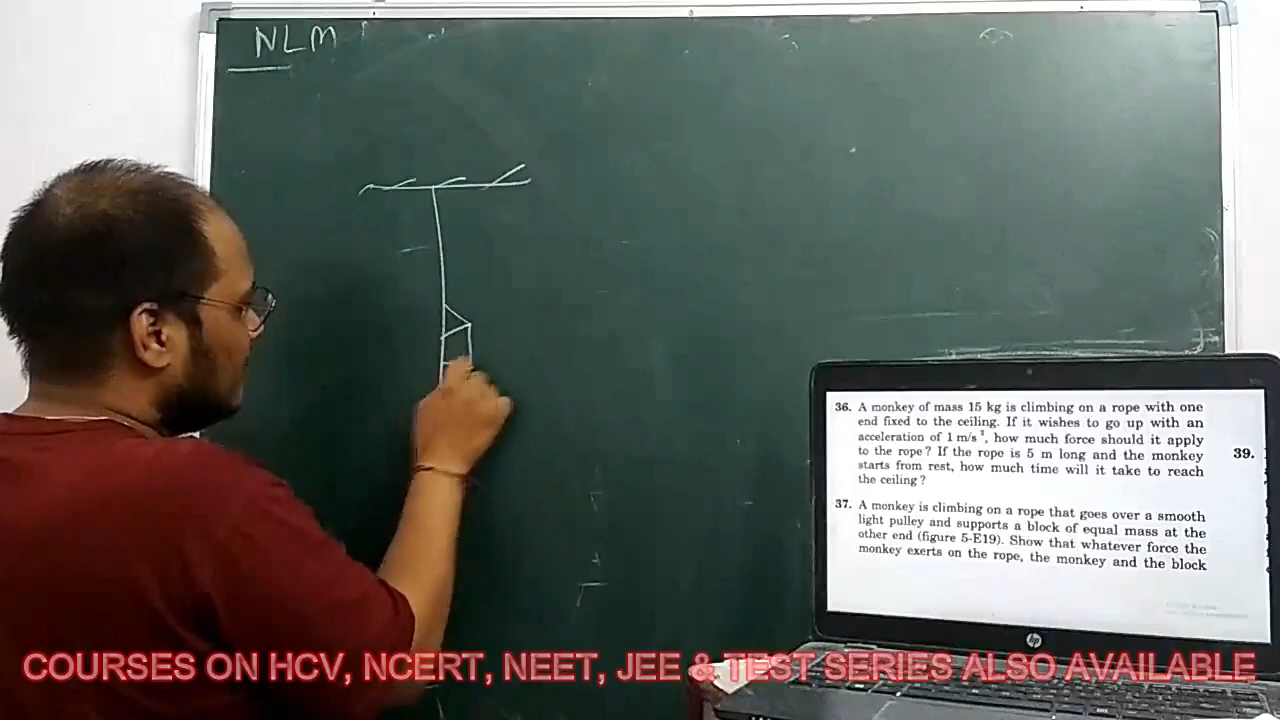 NLM
36. A monkey of mass 15 kg is climbing on a rope with one
end fixed to the ceiling. If it wishes to go up with an
acceleration of 1 m/s², how much force should it apply
to the rope? If the rope is 5 m long and the monkey
starts from rest, how much time will it take to reach
the ceiling?
39.
37. A monkey is climbing on a rope that goes over a smooth
light pulley and supports a block of equal mass at the
other end (figure 5-E19). Show that whatever force the
monkey exerts on the rope, the monkey and the block
hp
COURSES ON HCV, NCERT, NEET, JEE & TEST SERIES ALSO AVAILABLE